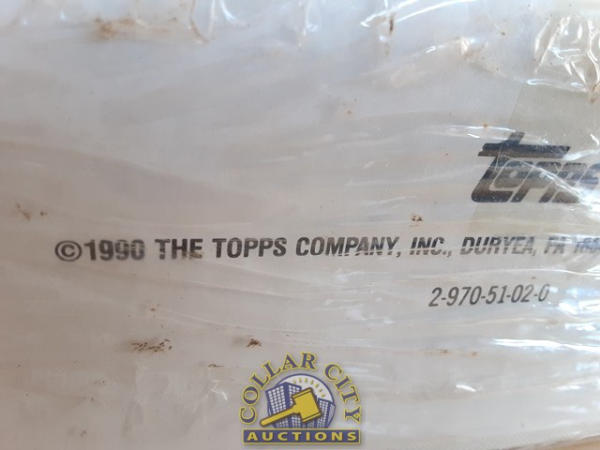 Topps
©1990 THE TOPPS COMPANY, INC., DURYEA, PA
2-970-51-02-0
COLLAR CITY
AUCTIONS